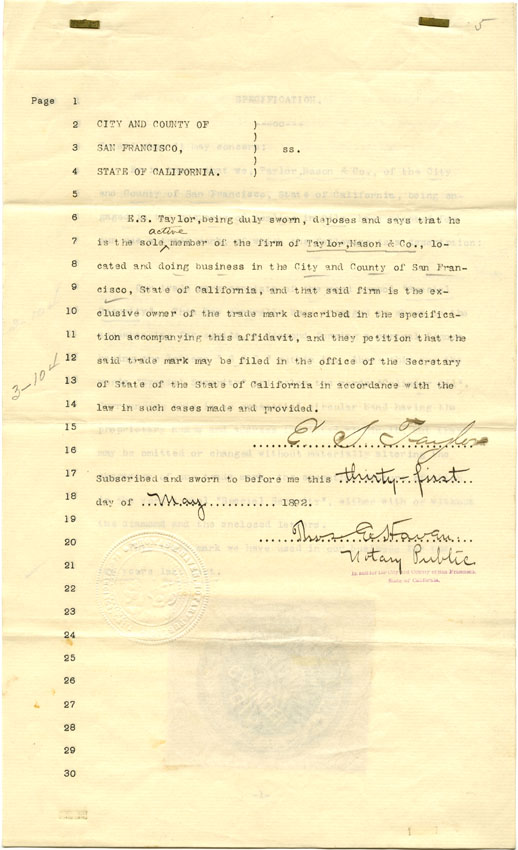 5
Page 1
2 CITY AND COUNTY OF )
3 SAN FRANCISCO, ) ss.
4 STATE OF CALIFORNIA. )
5
6 E.S. Taylor,being duly sworn, deposes and says that he
active
7 is the sole member of the firm of Taylor,Nason & Co., lo-
8 cated and doing business in the City and County of San Fran-
9 cisco, State of California, and that said firm is the ex-
10 clusive owner of the trade mark described in the specifica-
11 tion accompanying this affidavit, and they petition that the
12 said trade mark may be filed in the office of the Secretary
3-104
13 of State of the State of California in accordance with the
14 law in such cases made and provided.
15 E S Taylor
16
17 Subscribed and sworn to before me this thirty-first
18 day of May 1892.
19
20
Notary Public
21
State of California.
22
23
24
25
26
27
28
29
30